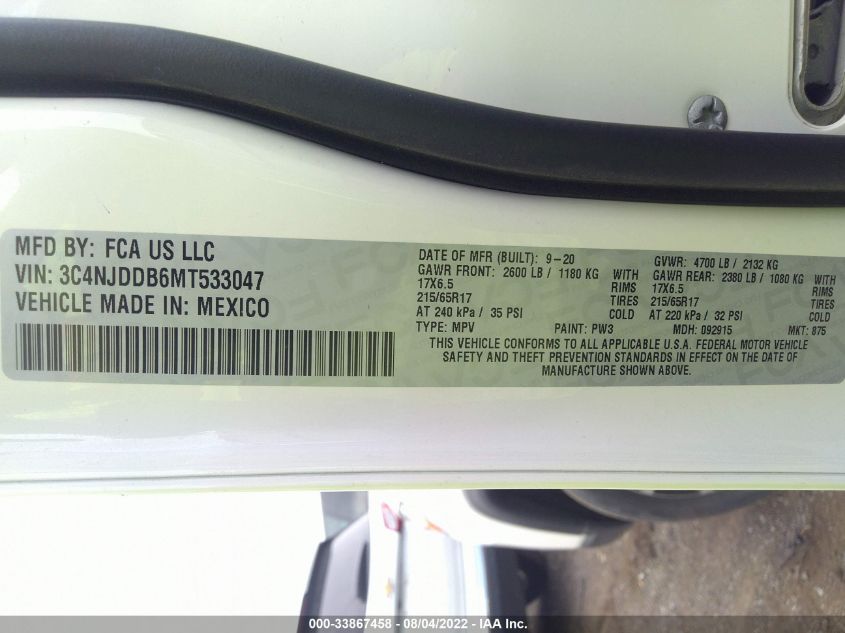 MFD BY: FCA US LLC
VIN: 3C4NJDDB6MT533047
VEHICLE MADE IN: MEXICO
DATE OF MFR (BUILT): 9-20 GVWR: 4700 LB / 2132 KG
GAWR FRONT: 2600 LB / 1180 KG GAWR REAR: 2380 LB / 1080 KG
17X6.5 RIMS 17X6.5 RIMS
215/65R17 TIRES 215/65R17 TIRES
AT 240 kPa / 35 PSI COLD AT 220 kPa / 32 PSI COLD
TYPE: MPV PAINT: PW3 MDH: 092915 MKT: 875
THIS VEHICLE CONFORMS TO ALL APPLICABLE U.S.A. FEDERAL MOTOR VEHICLE
SAFETY AND THEFT PREVENTION STANDARDS IN EFFECT ON THE DATE OF
MANUFACTURE SHOWN ABOVE.
000-33867458 - 08/04/2022 - IAA Inc.